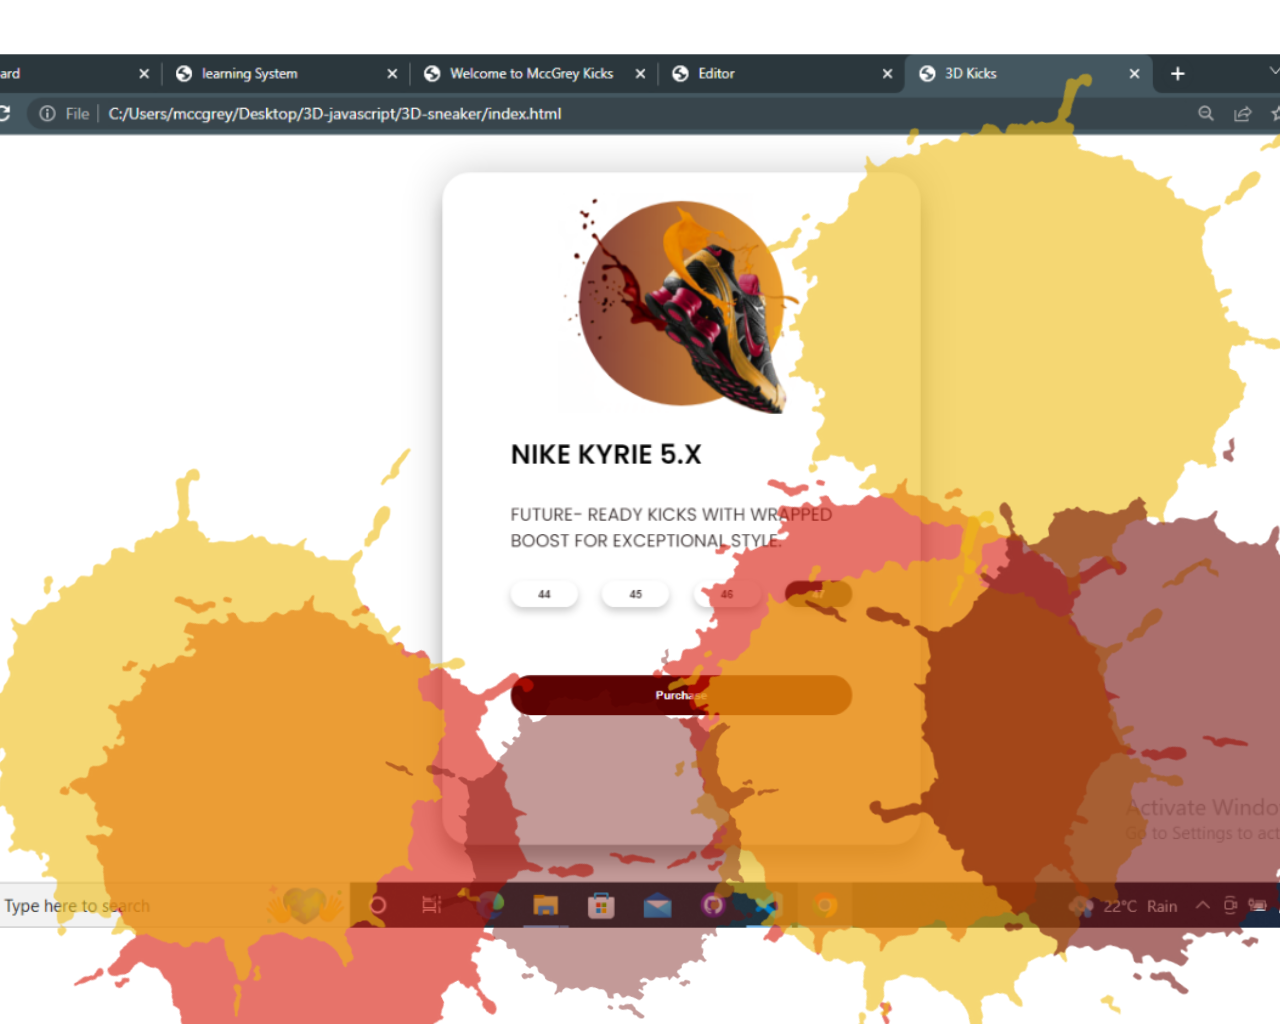 ard
learning System
Welcome to MccGrey Kicks
Editor
3D Kicks
File
C:/Users/mccgrey/Desktop/3D-javascript/3D-sneaker/index.html
NIKE KYRIE 5.X
FUTURE- READY KICKS WITH WRAPPED
BOOST FOR EXCEPTIONAL STYLE.
44 45 46 47
Purchase
Activate Windo
Go to Settings to act
Type here to search
22°C Rain